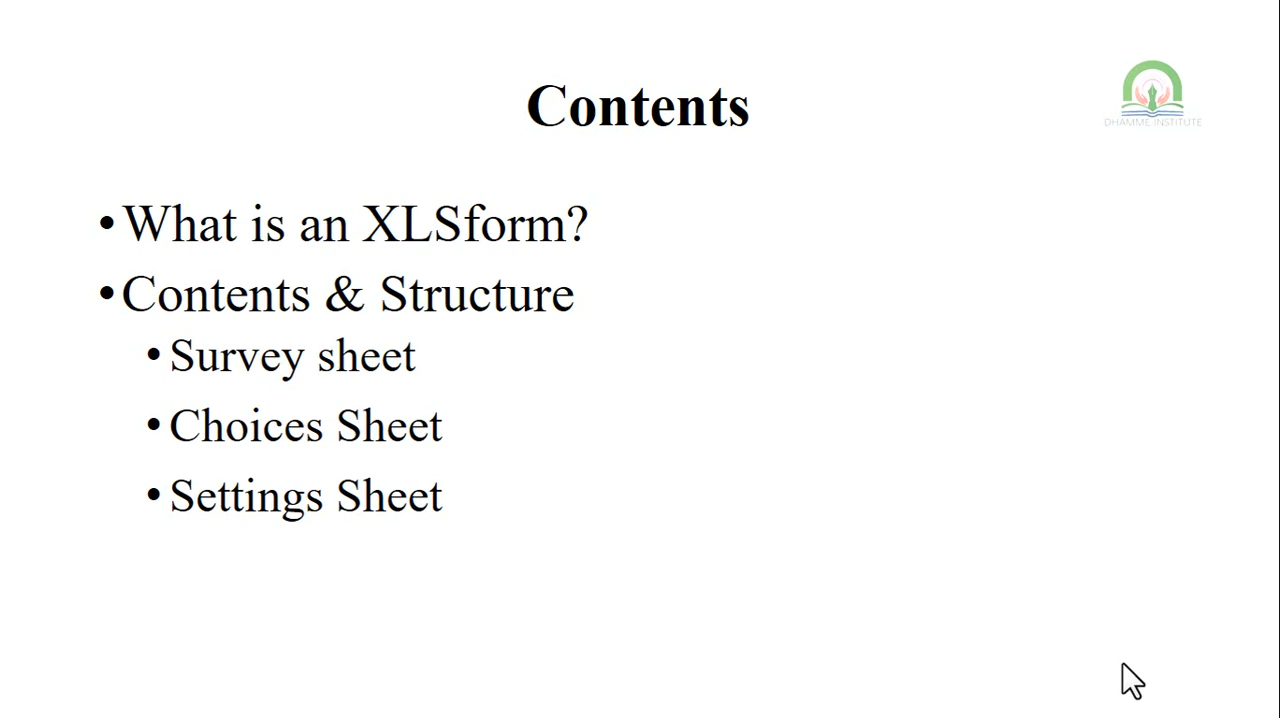 Contents
DHAMME INSTITUTE
•What is an XLSform?
•Contents & Structure
•Survey sheet
•Choices Sheet
•Settings Sheet